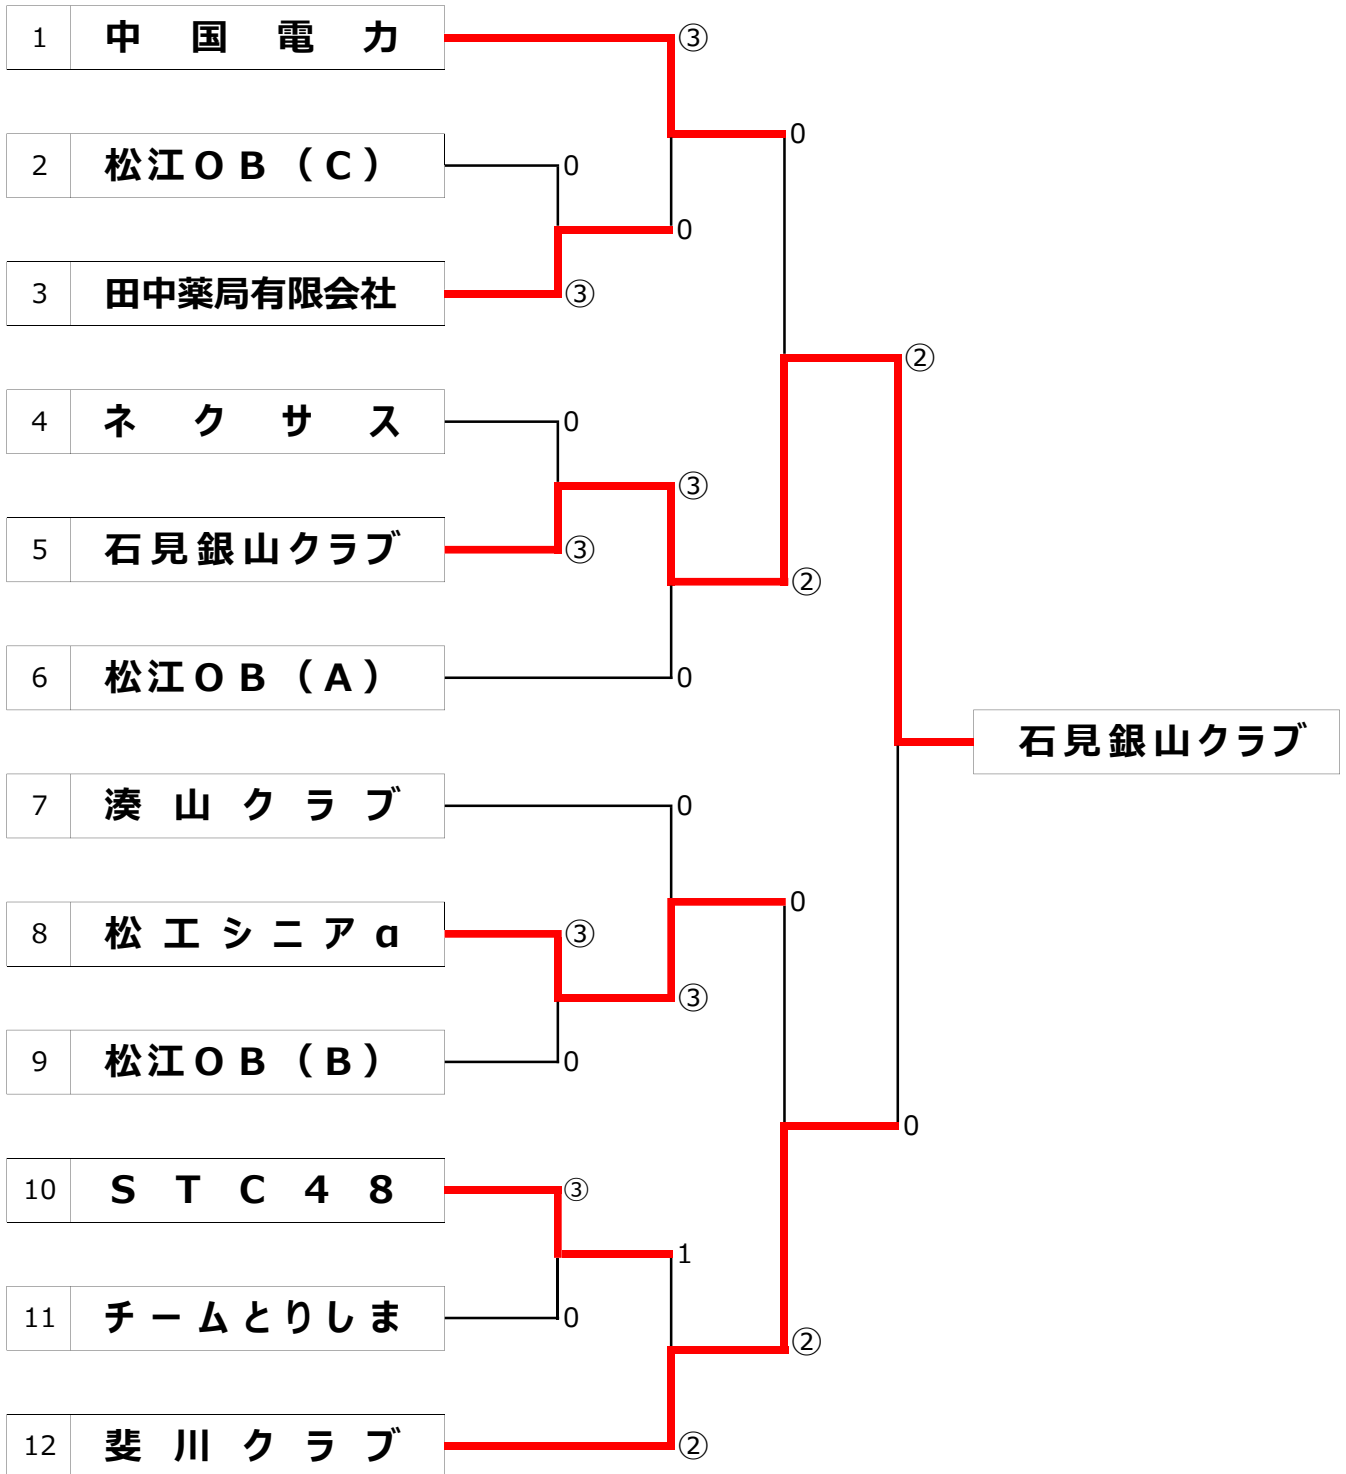 1 中国電力 ③
0
2 松江OB（C） 0
0
3 田中薬局有限会社 ③
②
4 ネクサス 0
③
5 石見銀山クラブ ③
②
6 松江OB（A） 0
石見銀山クラブ
7 湊山クラブ 0
0
8 松工シニアα ③
③
9 松江OB（B） 0
0
10 STC48 ③
1
11 チームとりしま 0
②
12 斐川クラブ ②